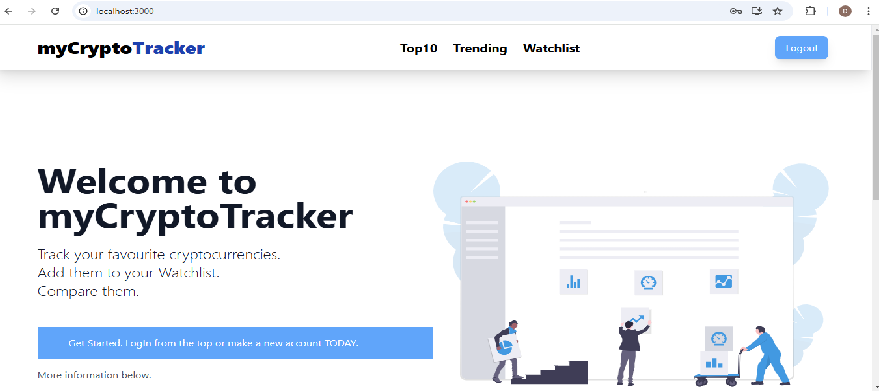 localhost:3000
D
myCryptoTracker
Top10 Trending Watchlist
Logout
Welcome to
myCryptoTracker
Track your favourite cryptocurrencies.
Add them to your Watchlist.
Compare them.
Get Started. LogIn from the top or make a new account TODAY.
More information below.